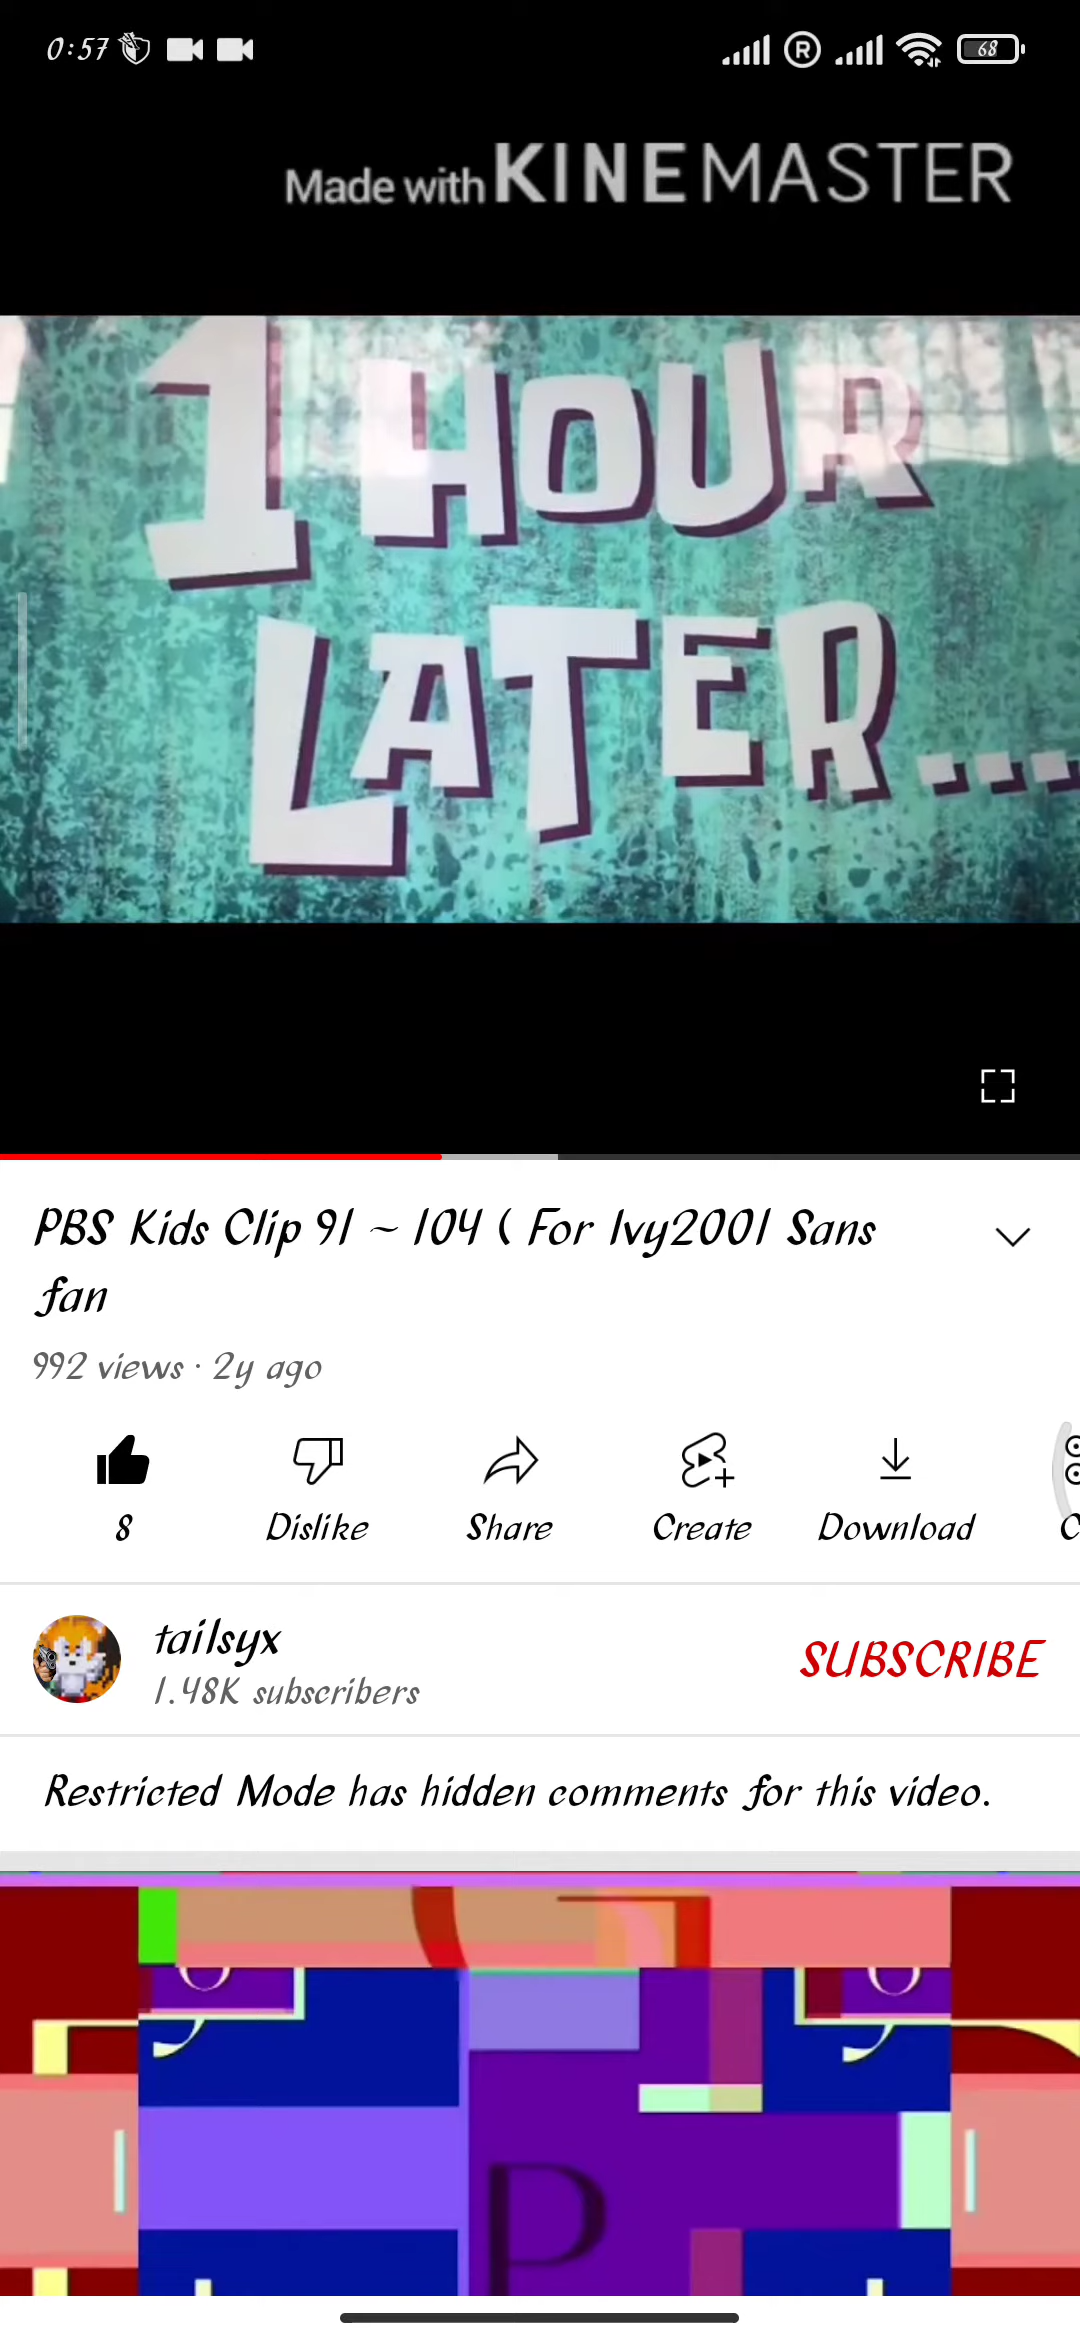 0:57
R
68
Made with KINEMASTER
1 HOUR
LATER...
PBS Kids Clip 91 ~ 104 ( For Ivy2001 Sans
fan
992 views · 2y ago
8
Dislike
Share
Create
Download
tailsyx
1.48K subscribers
SUBSCRIBE
Restricted Mode has hidden comments for this video.
P